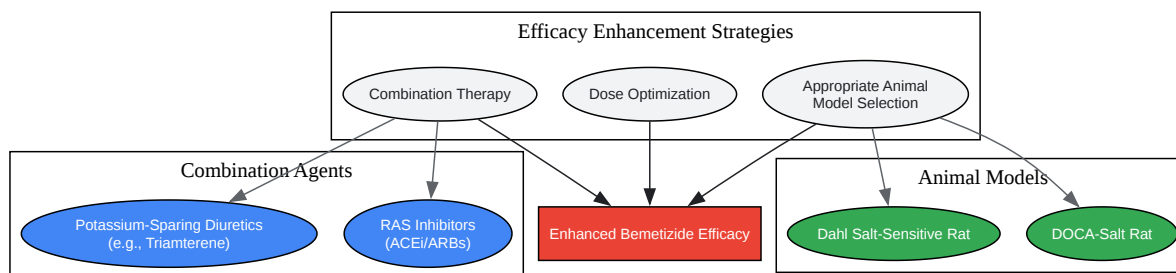 Efficacy Enhancement Strategies
Combination Therapy
Dose Optimization
Appropriate Animal
Model Selection
Combination Agents
Potassium-Sparing Diuretics
(e.g., Triamterene)
RAS Inhibitors
(ACEi/ARBs)
Enhanced Bemetizide Efficacy
Animal Models
Dahl Salt-Sensitive Rat
DOCA-Salt Rat